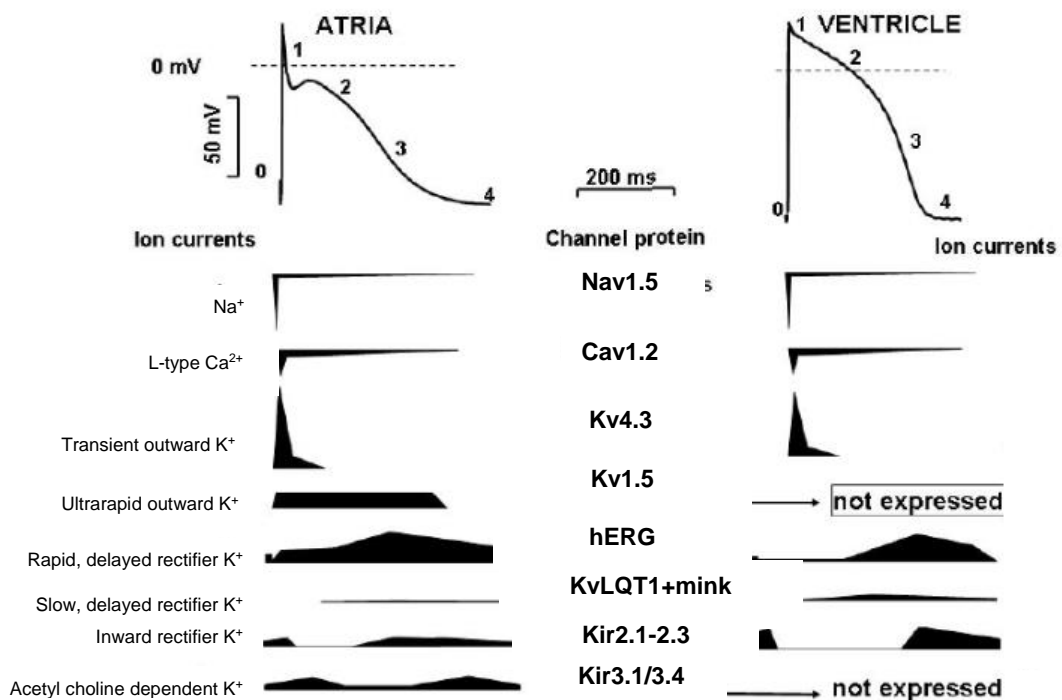 ATRIA
VENTRICLE
1
1
0 mV
2
2
50 mV
3
3
0
200 ms
4
4
0
Ion currents
Channel protein
Ion currents
Na⁺
Nav1.5
s
L-type Ca²⁺
Cav1.2
Transient outward K⁺
Kv4.3
Ultrarapid outward K⁺
Kv1.5
not expressed
Rapid, delayed rectifier K⁺
hERG
Slow, delayed rectifier K⁺
KvLQT1+mink
Inward rectifier K⁺
Kir2.1-2.3
Acetyl choline dependent K⁺
Kir3.1/3.4
not expressed